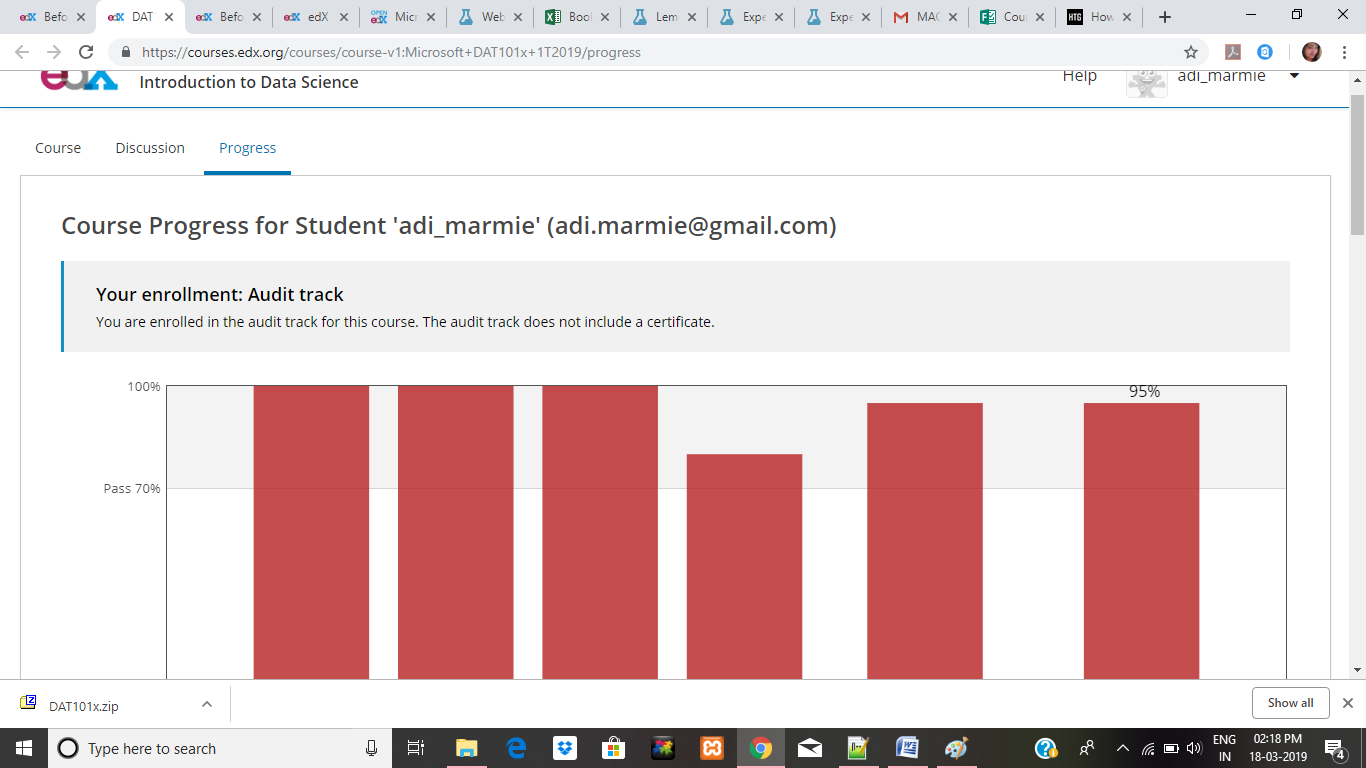 Befo
DAT
Befo
edX
Micr
Web
Bool
Lem
Expe
Expe
MAC
Cou
How
https://courses.edx.org/courses/course-v1:Microsoft+DAT101x+1T2019/progress
edX
Introduction to Data Science
Help
adi_marmie
Course
Discussion
Progress
Course Progress for Student 'adi_marmie' (adi.marmie@gmail.com)
Your enrollment: Audit track
You are enrolled in the audit track for this course. The audit track does not include a certificate.
100%
95%
Pass 70%
DAT101x.zip
Show all
Type here to search
ENG
IN
02:18 PM
18-03-2019
4